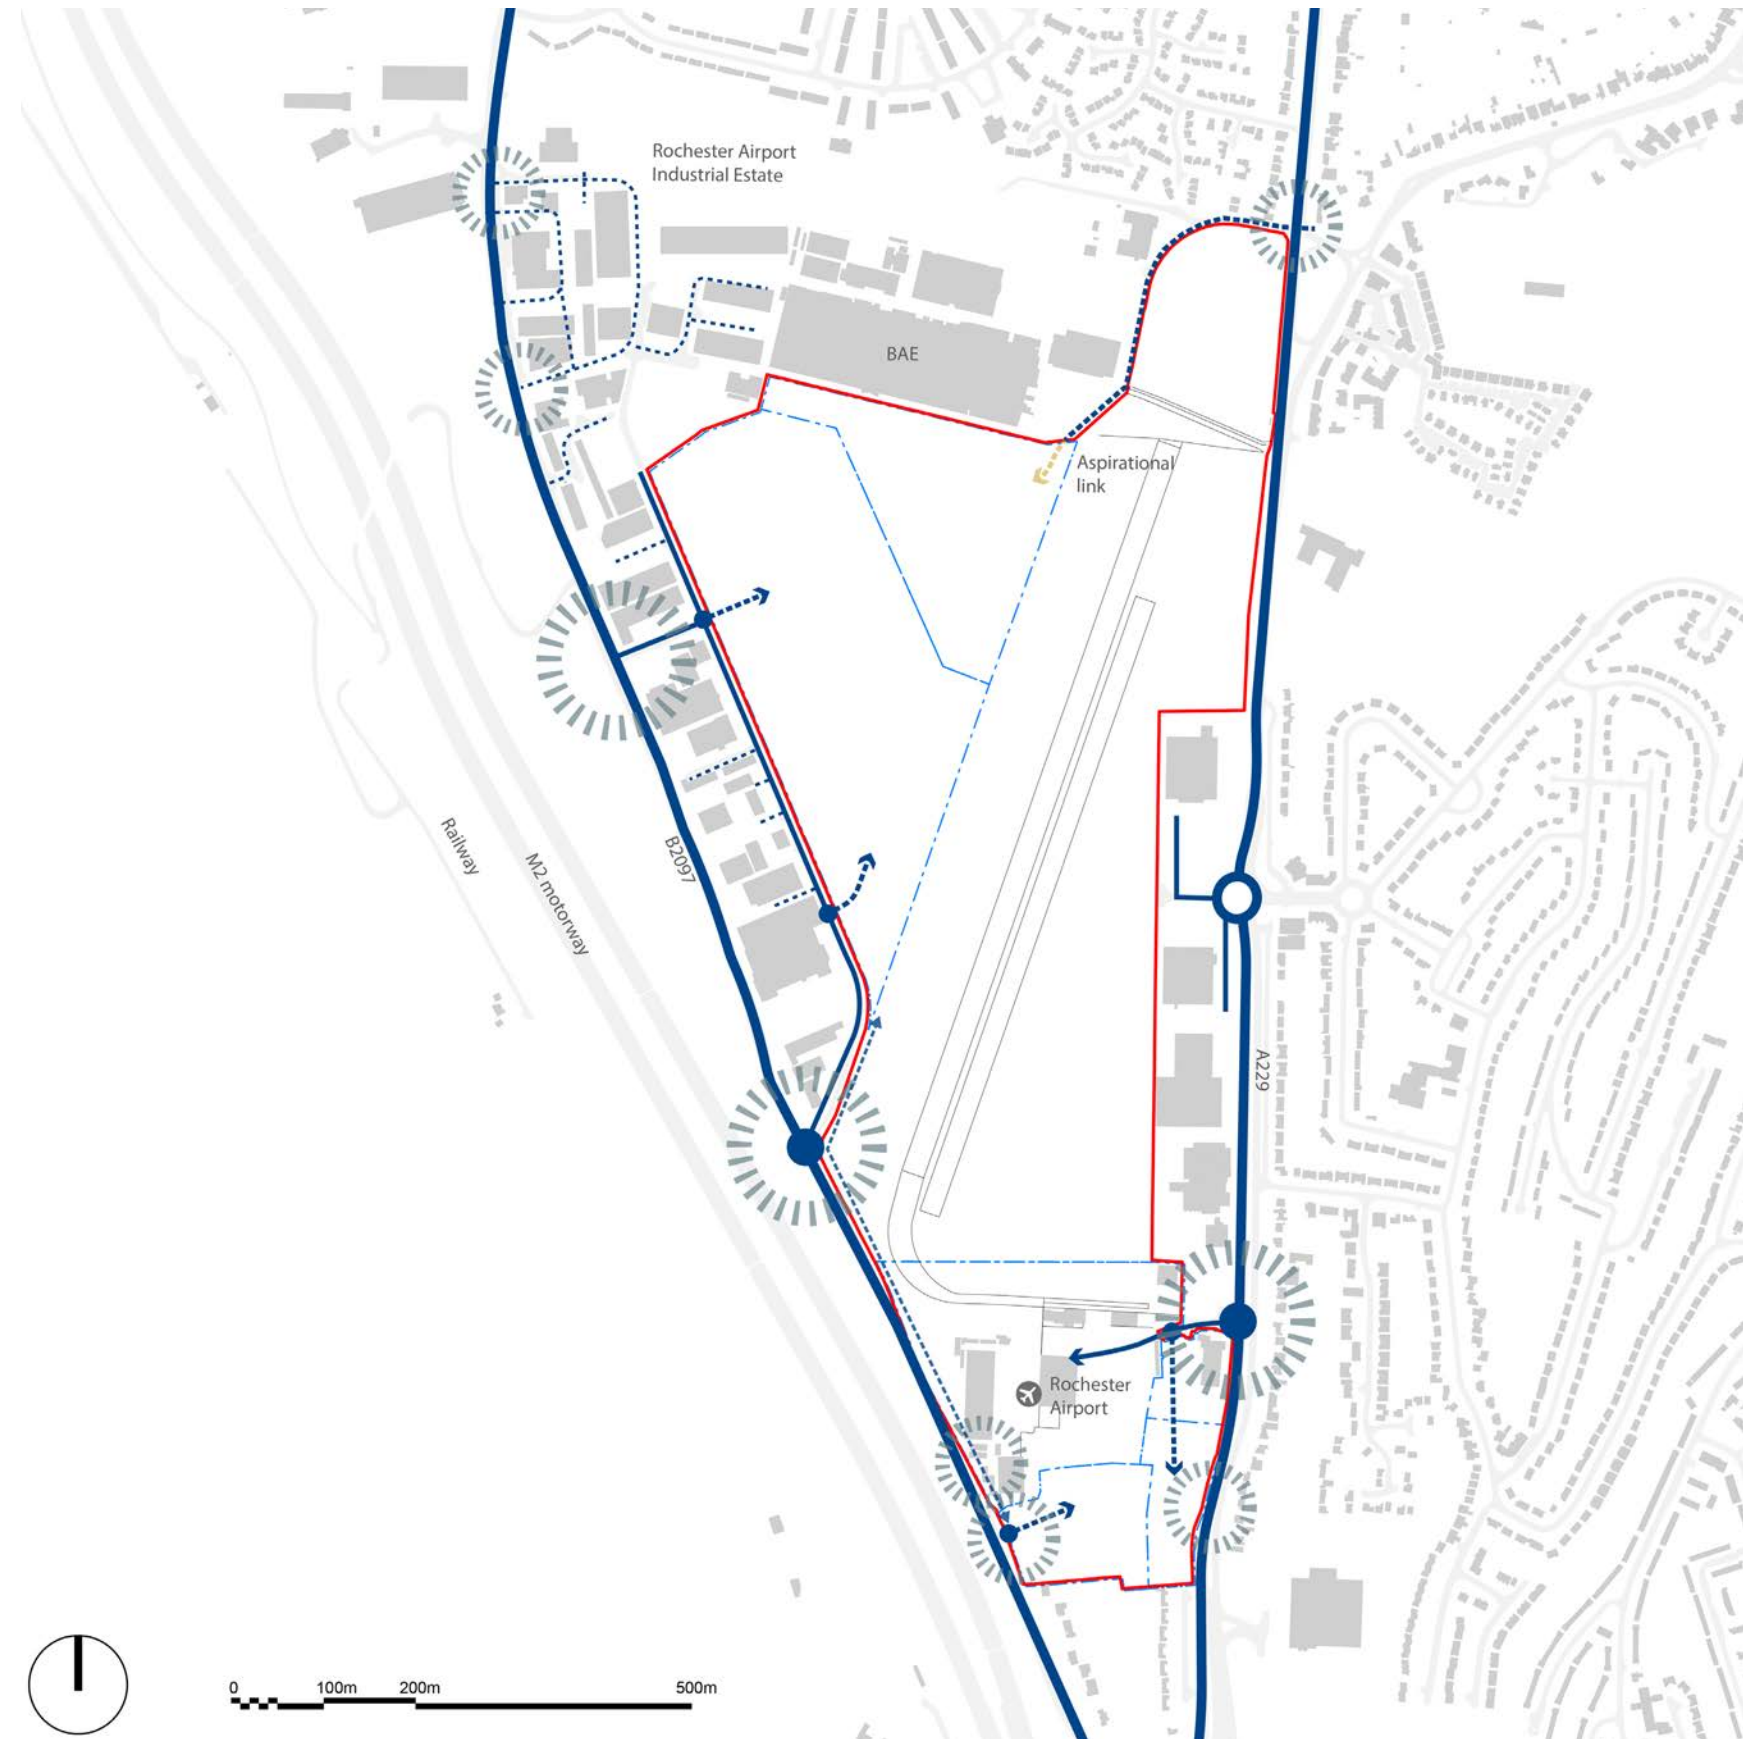 Rochester Airport
Industrial Estate
BAE
Aspirational
link
Railway
M2 motorway
B2097
A229
Rochester
Airport
0 100m 200m 500m